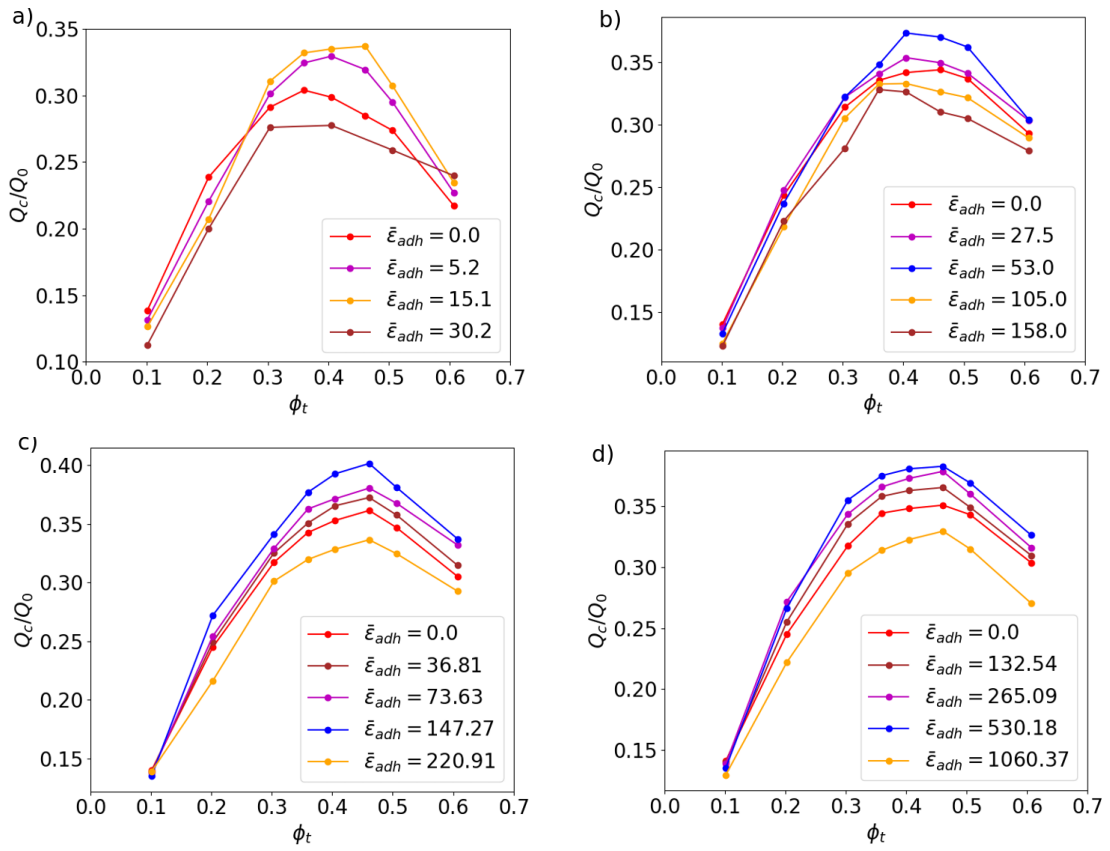 a)
Q_c/Q_0
0.35
0.30
0.25
0.20
0.15
0.10
0.0 0.1 0.2 0.3 0.4 0.5 0.6 0.7
ϕ_t
ε̄_adh = 0.0
ε̄_adh = 5.2
ε̄_adh = 15.1
ε̄_adh = 30.2
b)
Q_c/Q_0
0.35
0.30
0.25
0.20
0.15
0.0 0.1 0.2 0.3 0.4 0.5 0.6 0.7
ϕ_t
ε̄_adh = 0.0
ε̄_adh = 27.5
ε̄_adh = 53.0
ε̄_adh = 105.0
ε̄_adh = 158.0
c)
Q_c/Q_0
0.40
0.35
0.30
0.25
0.20
0.15
0.0 0.1 0.2 0.3 0.4 0.5 0.6 0.7
ϕ_t
ε̄_adh = 0.0
ε̄_adh = 36.81
ε̄_adh = 73.63
ε̄_adh = 147.27
ε̄_adh = 220.91
d)
Q_c/Q_0
0.35
0.30
0.25
0.20
0.15
0.0 0.1 0.2 0.3 0.4 0.5 0.6 0.7
ϕ_t
ε̄_adh = 0.0
ε̄_adh = 132.54
ε̄_adh = 265.09
ε̄_adh = 530.18
ε̄_adh = 1060.37